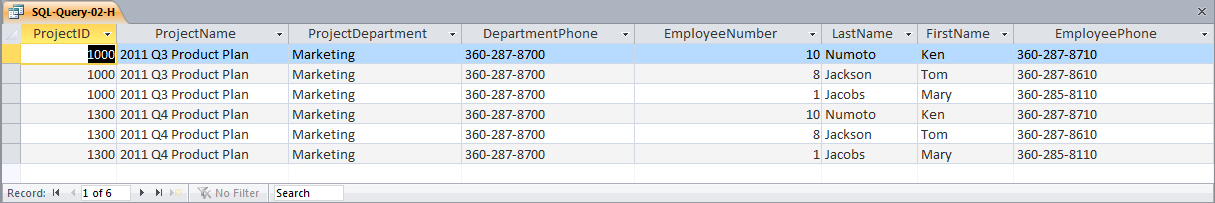 SQL-Query-02-H
ProjectID ProjectName ProjectDepartment DepartmentPhone EmployeeNumber LastName FirstName EmployeePhone
1000 2011 Q3 Product Plan Marketing 360-287-8700 10 Numoto Ken 360-287-8710
1000 2011 Q3 Product Plan Marketing 360-287-8700 8 Jackson Tom 360-287-8610
1000 2011 Q3 Product Plan Marketing 360-287-8700 1 Jacobs Mary 360-285-8110
1300 2011 Q4 Product Plan Marketing 360-287-8700 10 Numoto Ken 360-287-8710
1300 2011 Q4 Product Plan Marketing 360-287-8700 8 Jackson Tom 360-287-8610
1300 2011 Q4 Product Plan Marketing 360-287-8700 1 Jacobs Mary 360-285-8110
Record: 1 of 6 No Filter Search